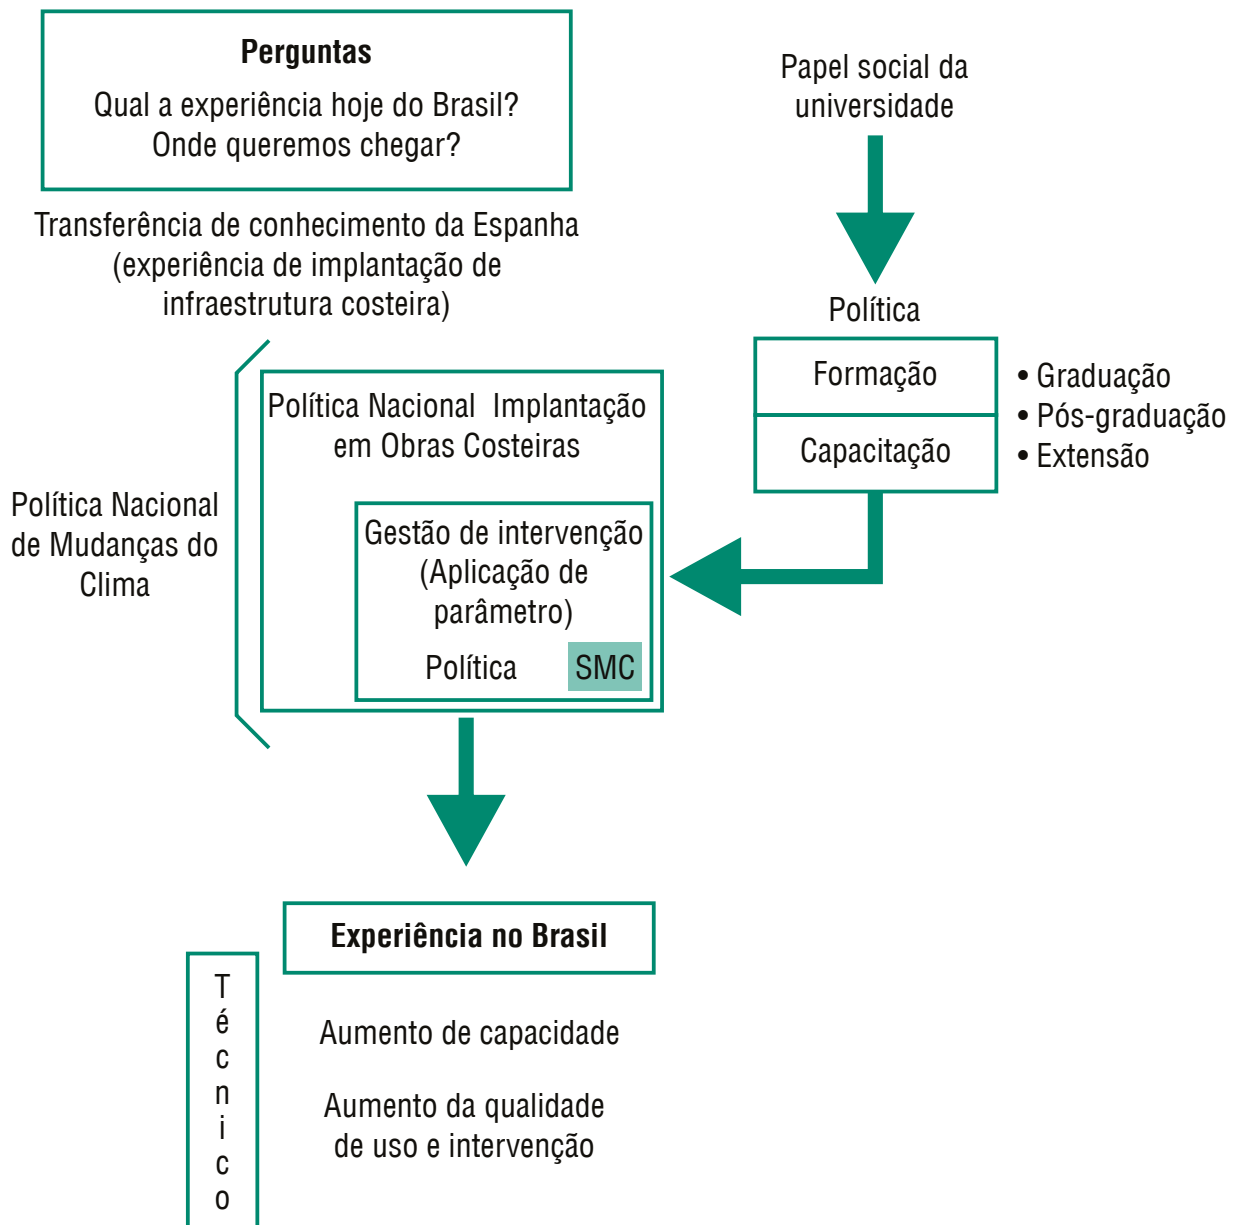 Perguntas
Qual a experiência hoje do Brasil?
Onde queremos chegar?
Transferência de conhecimento da Espanha
(experiência de implantação de
infraestrutura costeira)
Papel social da
universidade
Política
Formação
Capacitação
• Graduação
• Pós-graduação
• Extensão
Política Nacional
de Mudanças do
Clima
Política Nacional Implantação
em Obras Costeiras
Gestão de intervenção
(Aplicação de
parâmetro)
Política SMC
Experiência no Brasil
Técnico
Aumento de capacidade
Aumento da qualidade
de uso e intervenção